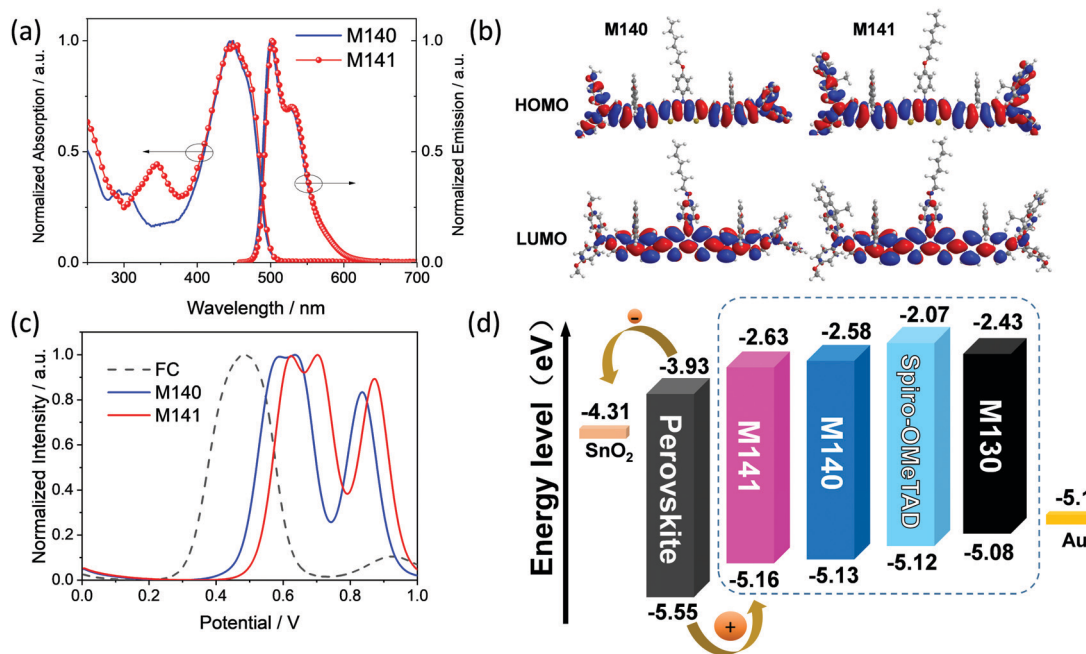 (a)
M140
M141
1.0
0.5
0.0
Normalized Absorption / a.u.
1.0
0.5
0.0
Normalized Emission / a.u.
300
400
500
600
700
Wavelength / nm
(b)
M140
M141
HOMO
LUMO
(c)
FC
M140
M141
1.0
0.8
0.6
0.4
0.2
0.0
Normalized Intensity / a.u.
0.0
0.2
0.4
0.6
0.8
1.0
Potential / V
(d)
Energy level (eV)
-4.31
SnO2
-3.93
Perovskite
-5.55
-2.63
M141
-5.16
-2.58
M140
-5.13
-2.07
Spiro-OMeTAD
-5.12
-2.43
M130
-5.08
-5.1
Au
−
+